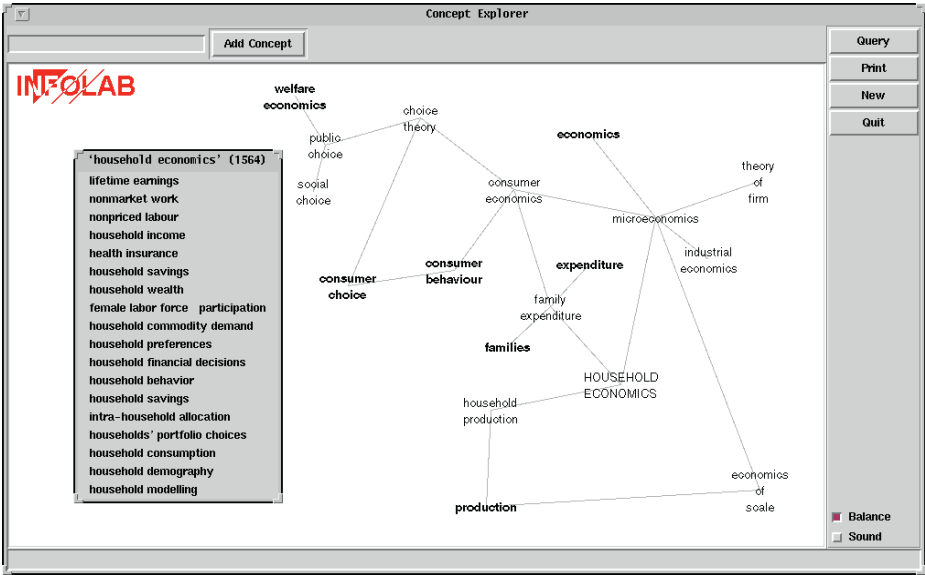 Concept Explorer
Add Concept
Query
Print
New
Quit
INFOLAB
welfare
economics
choice
theory
public
choice
social
choice
economics
theory
of
firm
consumer
economics
microeconomics
industrial
economics
consumer
choice
consumer
behaviour
expenditure
family
expenditure
families
HOUSEHOLD
ECONOMICS
household
production
production
economics
of
scale
'household economics' (1564)
lifetime earnings
nonmarket work
nonpriced labour
household income
health insurance
household savings
household wealth
female labor force participation
household commodity demand
household preferences
household financial decisions
household behavior
household savings
intra-household allocation
households' portfolio choices
household consumption
household demography
household modelling
Balance
Sound